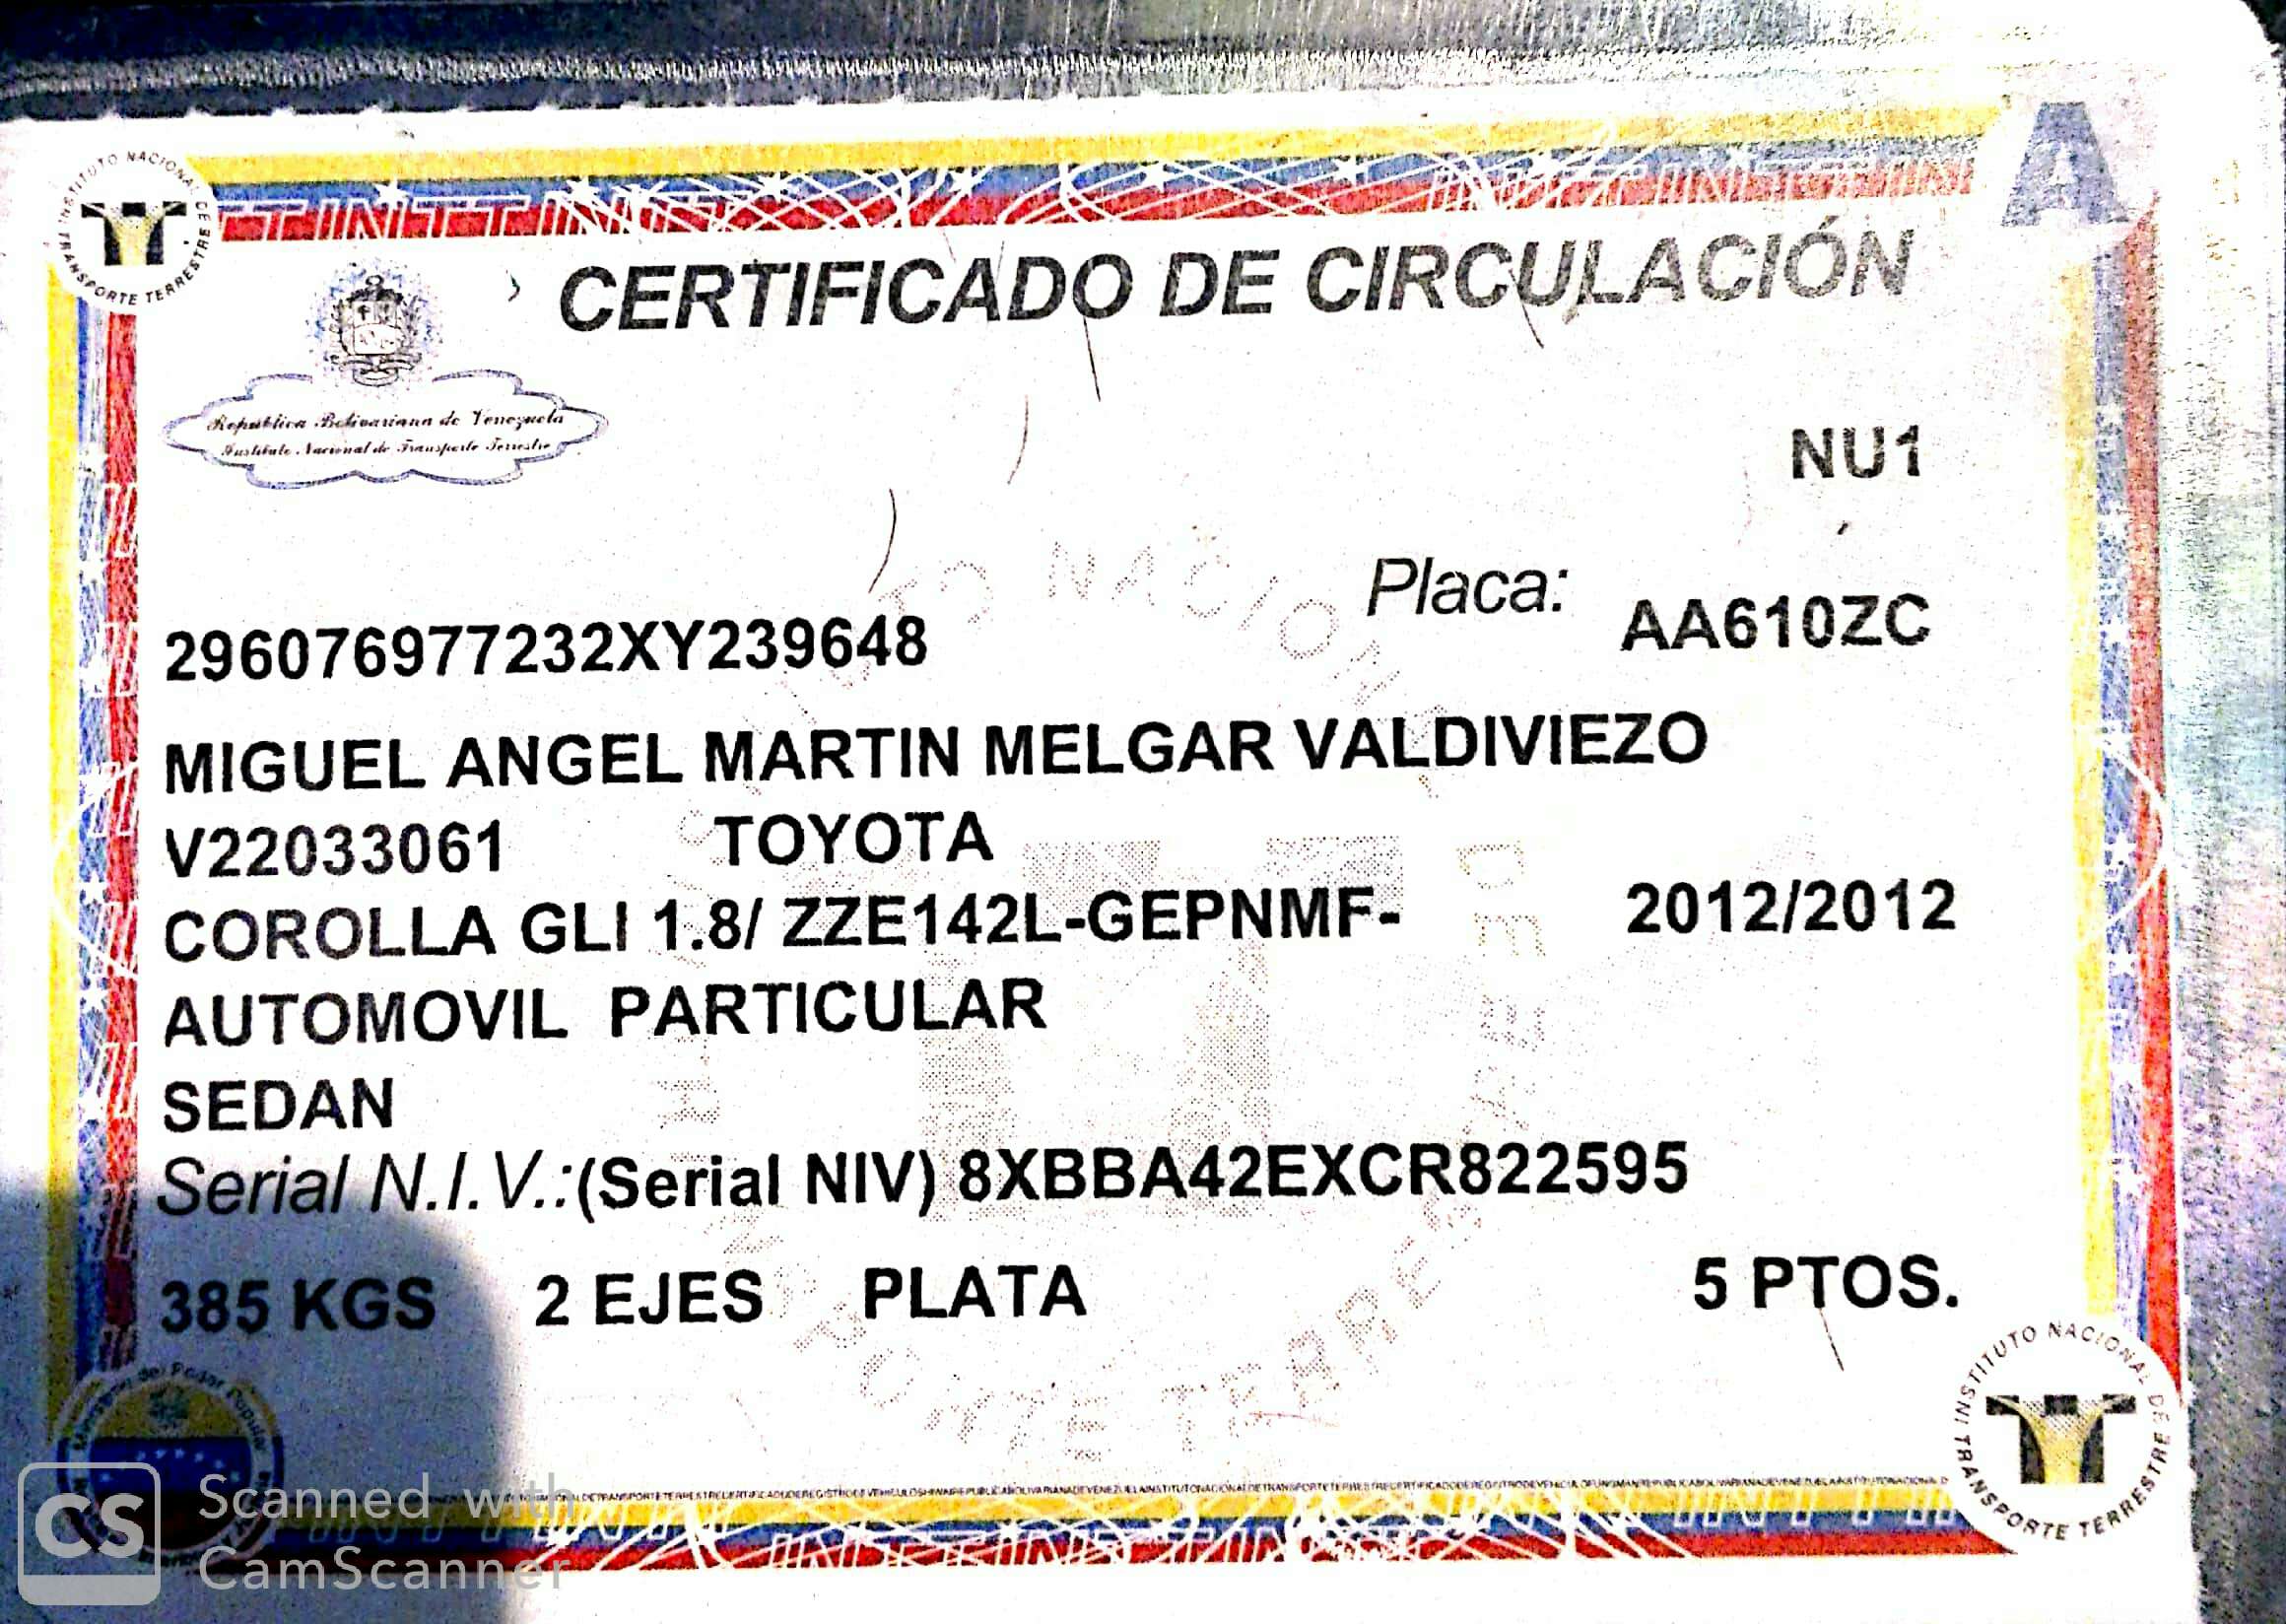 INSTITUTO NACIONAL DE TRANSPORTE TERRESTRE
A
CERTIFICADO DE CIRCULACIÓN
República Bolivariana de Venezuela
Instituto Nacional de Transporte Terrestre
NU1
Placa: AA610ZC
296076977232XY239648
MIGUEL ANGEL MARTIN MELGAR VALDIVIEZO
V22033061 TOYOTA
COROLLA GLI 1.8/ ZZE142L-GEPNMF- 2012/2012
AUTOMOVIL PARTICULAR
SEDAN
Serial N.I.V.:(Serial NIV) 8XBBA42EXCR822595
385 KGS 2 EJES PLATA 5 PTOS.
INSTITUTO NACIONAL DE TRANSPORTE TERRESTRE
CS Scanned with
CamScanner